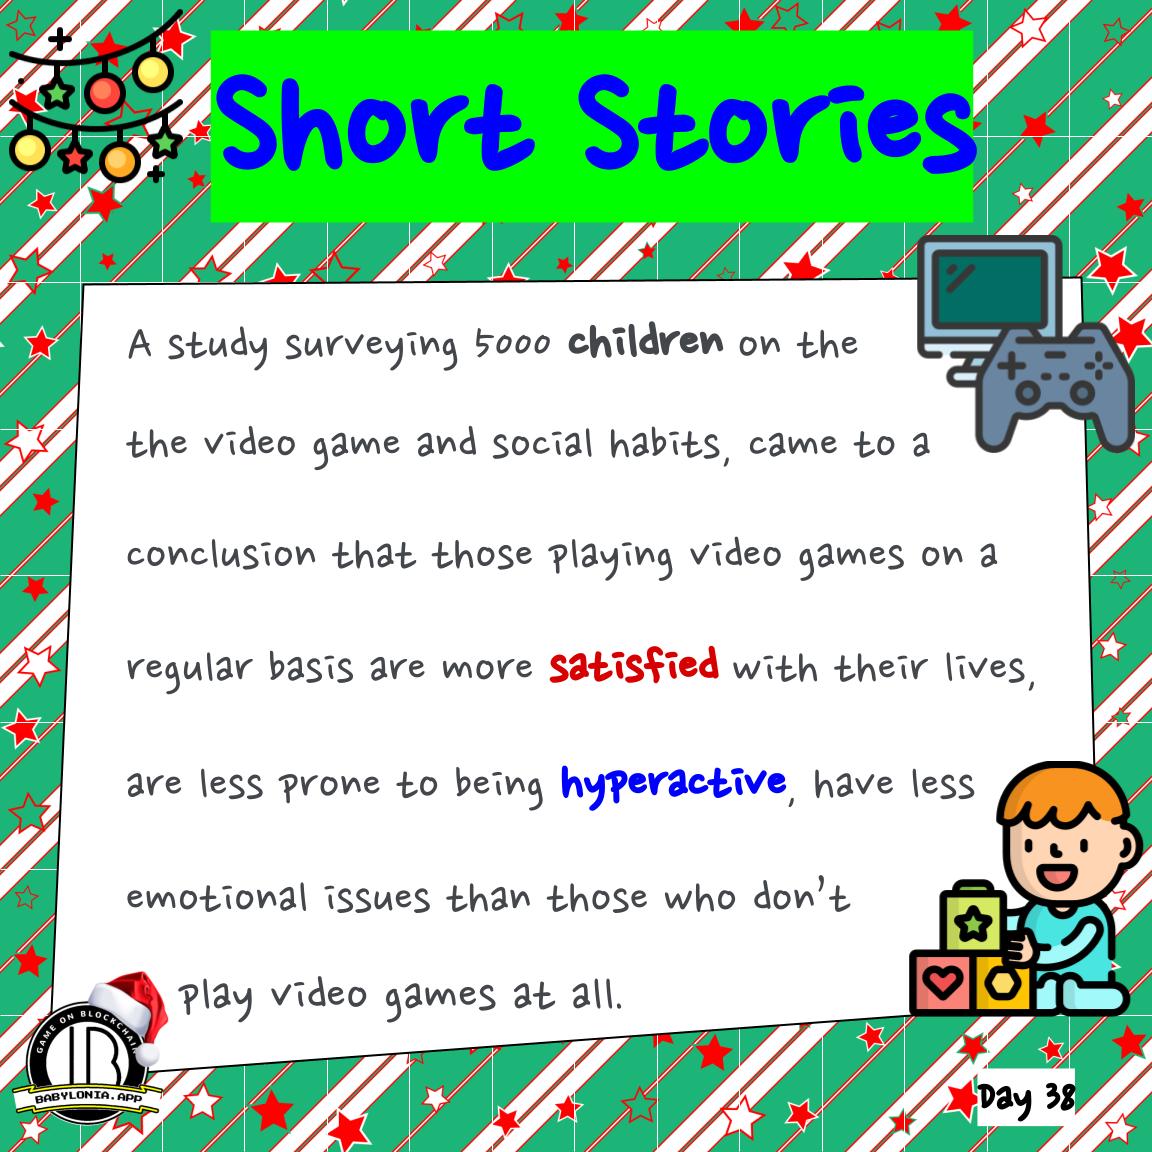 Short Stories
A study surveying 5000 children on the
the video game and social habits, came to a
conclusion that those playing video games on a
regular basis are more satisfied with their lives,
are less prone to being hyperactive, have less
emotional issues than those who don't
play video games at all.
GAME ON BLOCKCHAIN
BABYLONIA.APP
Day 38